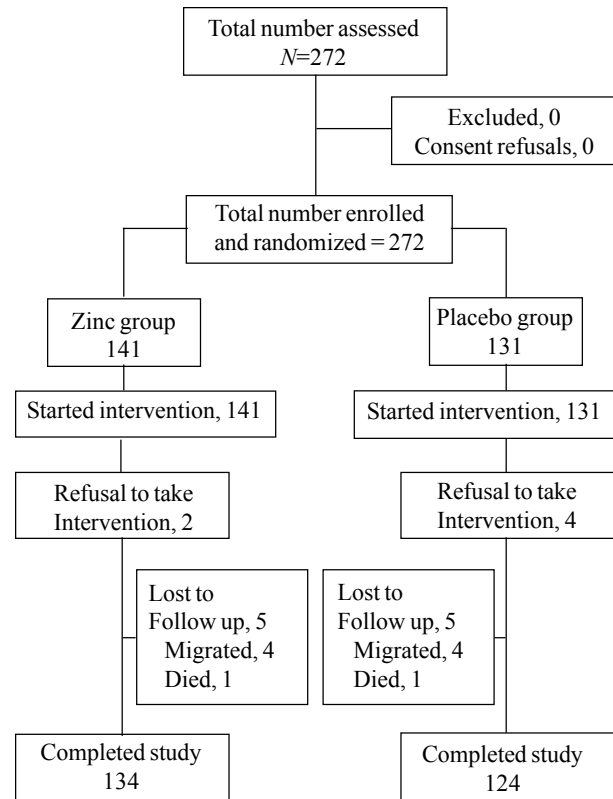 Total number assessed
N=272
Excluded, 0
Consent refusals, 0
Total number enrolled
and randomized = 272
Zinc group
141
Placebo group
131
Started intervention, 141
Started intervention, 131
Refusal to take
Intervention, 2
Refusal to take
Intervention, 4
Lost to
Follow up, 5
Migrated, 4
Died, 1
Lost to
Follow up, 5
Migrated, 4
Died, 1
Completed study
134
Completed study
124